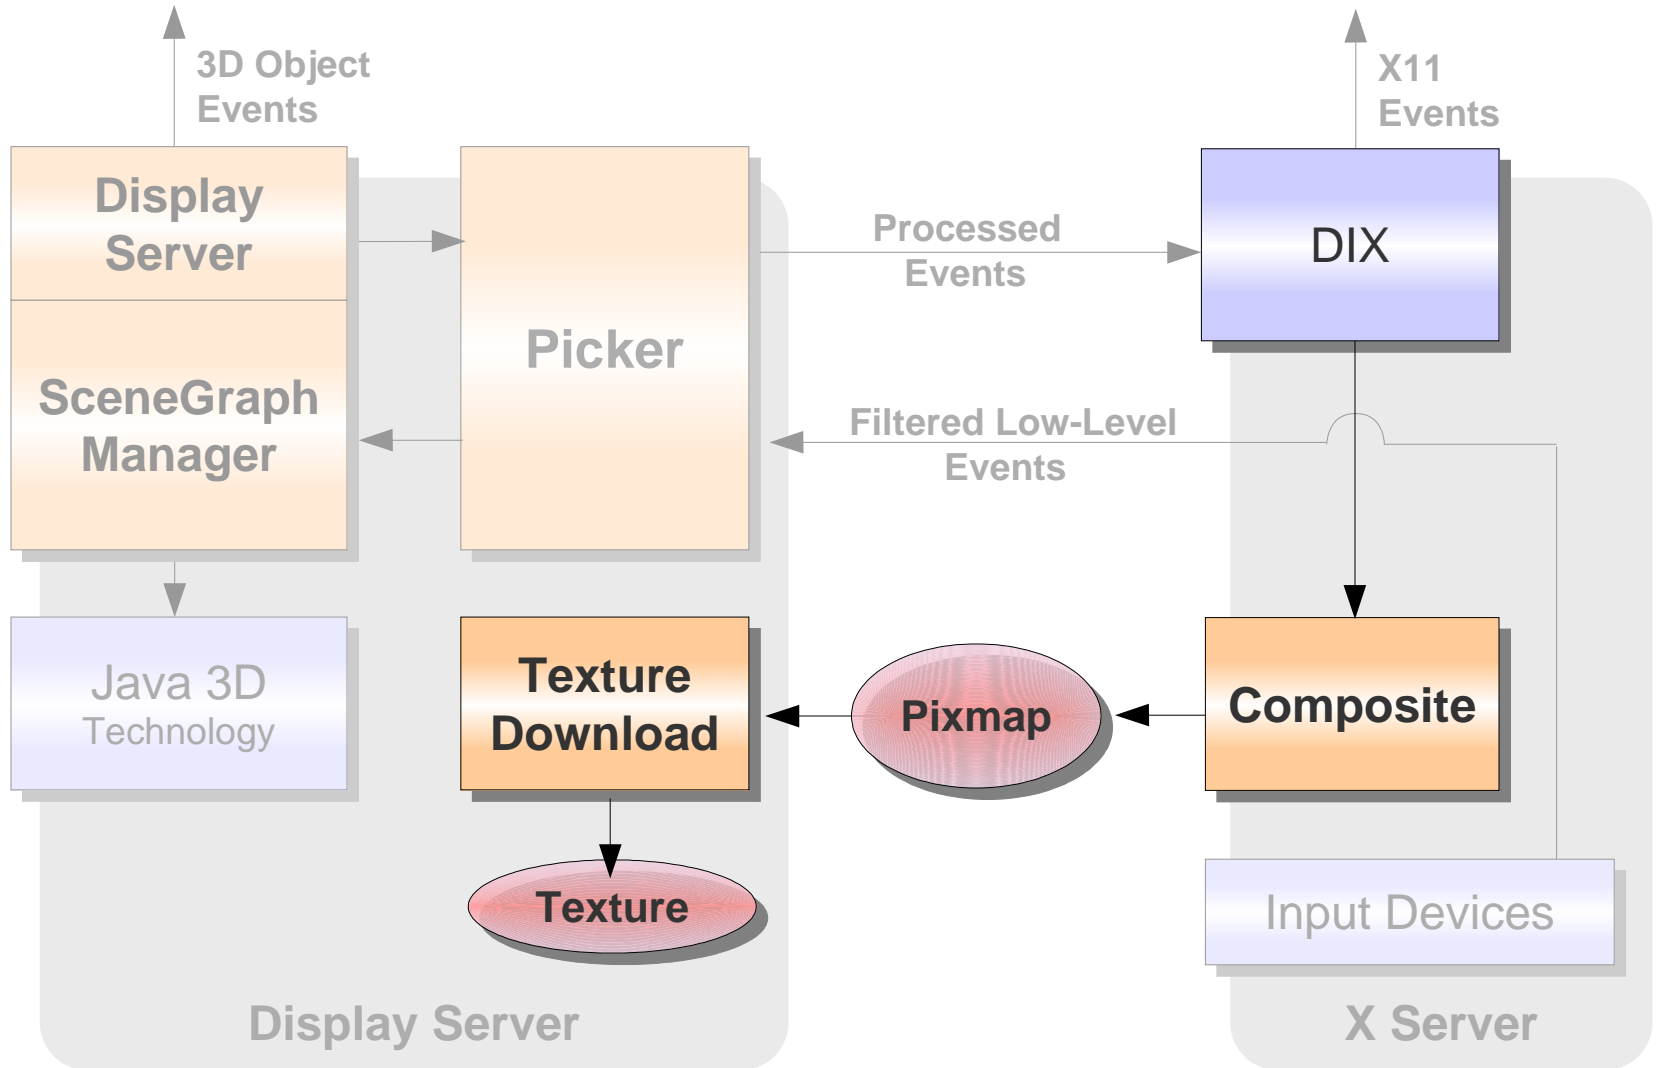 3D Object
Events
X11
Events
Display
Server
SceneGraph
Manager
Picker
Processed
Events
DIX
Filtered Low-Level
Events
Java 3D
Technology
Texture
Download
Pixmap
Composite
Texture
Input Devices
Display Server
X Server